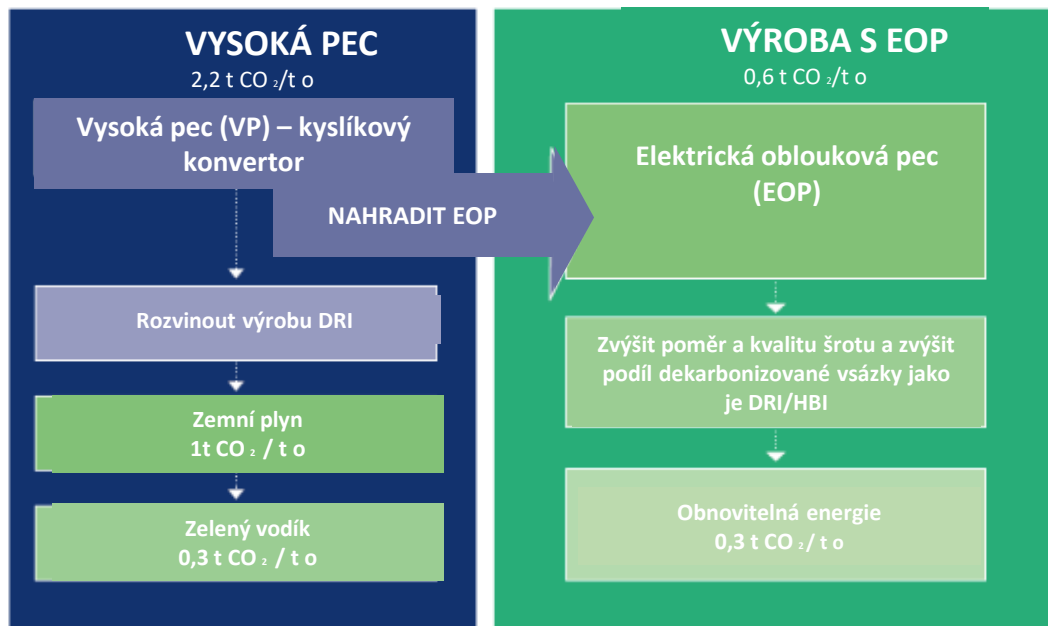 VYSOKÁ PEC
2,2 t CO ₂/t o
Vysoká pec (VP) – kyslíkový
konvertor
NAHRADIT EOP
Rozvinout výrobu DRI
Zemní plyn
1t CO ₂ / t o
Zelený vodík
0,3 t CO ₂ / t o
VÝROBA S EOP
0,6 t CO ₂/t o
Elektrická oblouková pec
(EOP)
Zvýšit poměr a kvalitu šrotu a zvýšit
podíl dekarbonizované vsázky jako
je DRI/HBI
Obnovitelná energie
0,3 t CO ₂/ t o